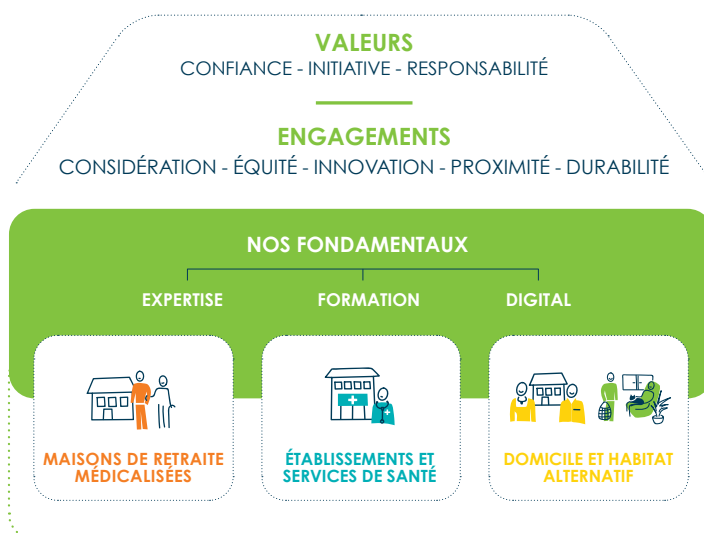 VALEURS
CONFIANCE - INITIATIVE - RESPONSABILITÉ
ENGAGEMENTS
CONSIDÉRATION - ÉQUITÉ - INNOVATION - PROXIMITÉ - DURABILITÉ
NOS FONDAMENTAUX
EXPERTISE
FORMATION
DIGITAL
MAISONS DE RETRAITE
MÉDICALISÉES
ÉTABLISSEMENTS ET
SERVICES DE SANTÉ
DOMICILE ET HABITAT
ALTERNATIF